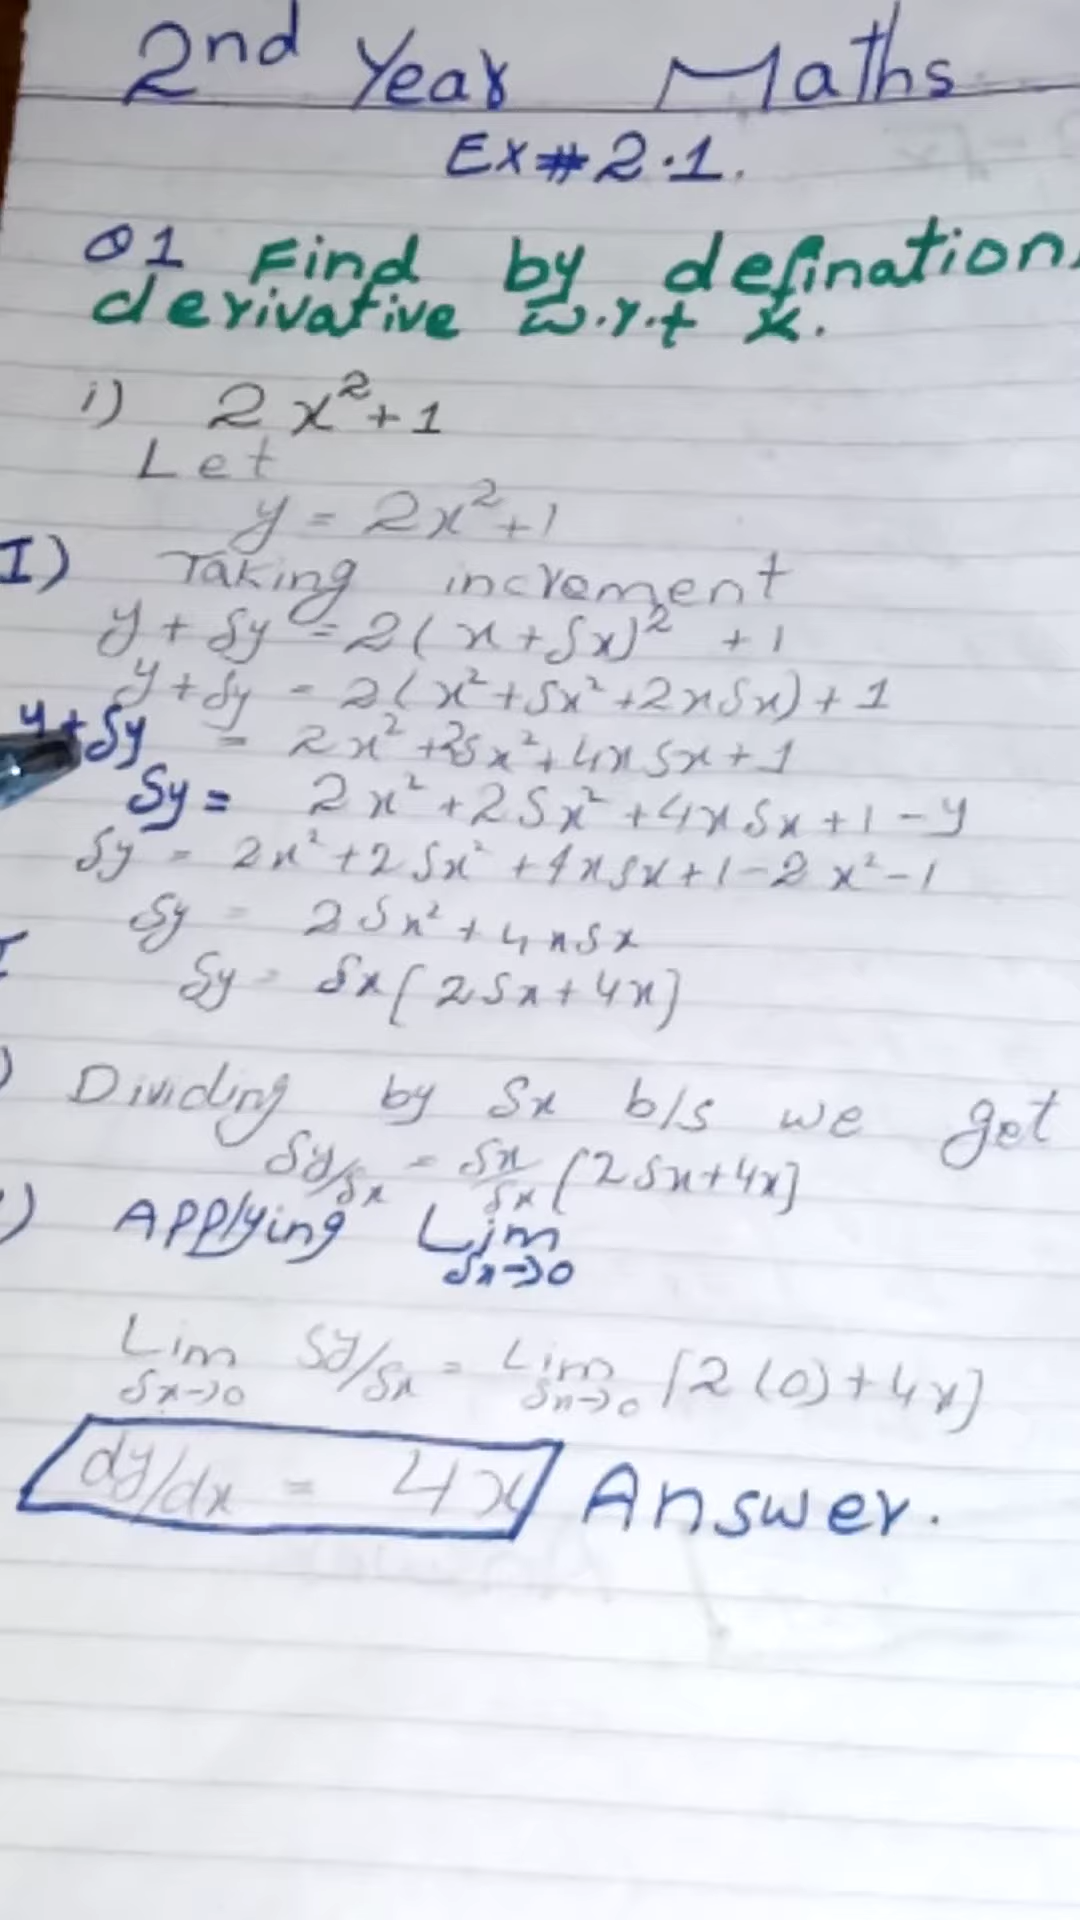 2nd Year Maths
Ex # 2.1.
Q1 Find by defination,
derivative w.r.t x.
i) 2x²+1
Let
y = 2x²+1
I) Taking increment
y + δy = 2(x+δx)² + 1
y + δy = 2(x²+δx²+2xδx)+1
y+δy = 2x²+2δx²+4xδx+1
δy = 2x²+2δx²+4xδx+1-y
δy = 2x²+2δx²+4xδx+1-2x²-1
δy = 2δx²+4xδx
δy = δx[2δx+4x]
) Dividing by δx b/s we get
δy/δx = δx/δx [2δx+4x]
) Applying Lim δx→0
Lim δx→0 δy/δx = Lim δx→0 [2(0)+4x]
dy/dx = 4x Answer.